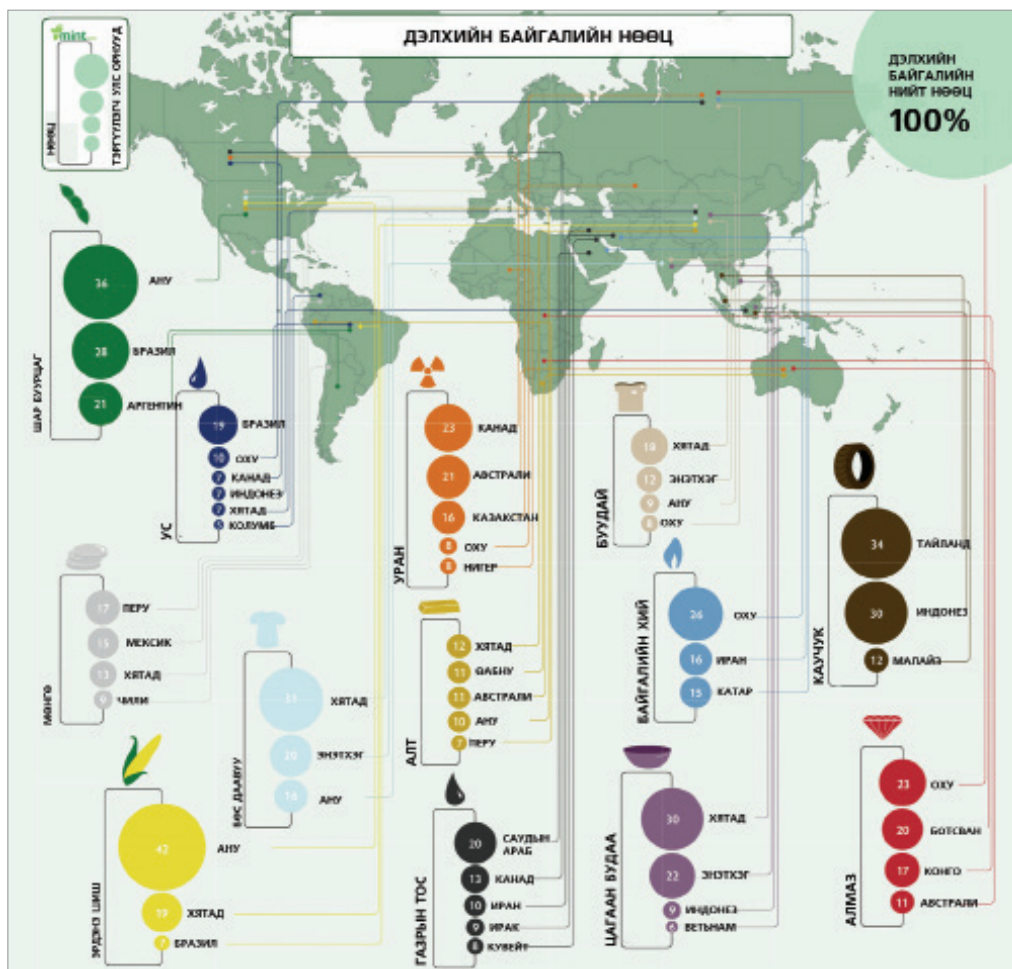 mint
НӨӨЦ
ТЭРГҮҮЛЭГЧ УЛС ОРНУУД
ДЭЛХИЙН БАЙГАЛИЙН НӨӨЦ
ДЭЛХИЙН
БАЙГАЛИЙН
НИЙТ НӨӨЦ
100%
ШАР БУУРЦАГ
36 АНУ
28 БРАЗИЛ
21 АРГЕНТИН
УС
19 БРАЗИЛ
10 ОХУ
7 КАНАД
7 ИНДОНЕЗ
7 ХЯТАД
5 КОЛУМБ
УРАН
23 КАНАД
21 АВСТРАЛИ
16 КАЗАКСТАН
8 ОХУ
8 НИГЕР
БУУДАЙ
18 ХЯТАД
12 ЭНЭТХЭГ
9 АНУ
8 ОХУ
КАУЧУК
34 ТАЙЛАНД
30 ИНДОНЕЗ
12 МАЛАЙЗ
МӨНГӨ
17 ПЕРУ
15 МЕКСИК
13 ХЯТАД
9 ЧИЛИ
БӨС ДААВУУ
ХЯТАД
20 ЭНЭТХЭГ
16 АНУ
АЛТ
12 ХЯТАД
11 ӨАБНУ
11 АВСТРАЛИ
10 АНУ
7 ПЕРУ
БАЙГАЛИЙН ХИЙ
26 ОХУ
16 ИРАН
15 КАТАР
ЭРДЭНЭ ШИШ
42 АНУ
19 ХЯТАД
7 БРАЗИЛ
ГАЗРЫН ТОС
20 САУДЫН
АРАБ
13 КАНАД
10 ИРАН
9 ИРАК
8 КУВЕЙТ
ЦАГААН БУДАА
30 ХЯТАД
22 ЭНЭТХЭГ
9 ИНДОНЕЗ
6 ВЕТЬНАМ
АЛМАЗ
23 ОХУ
20 БОТСВАН
17 КОНГО
11 АВСТРАЛИ